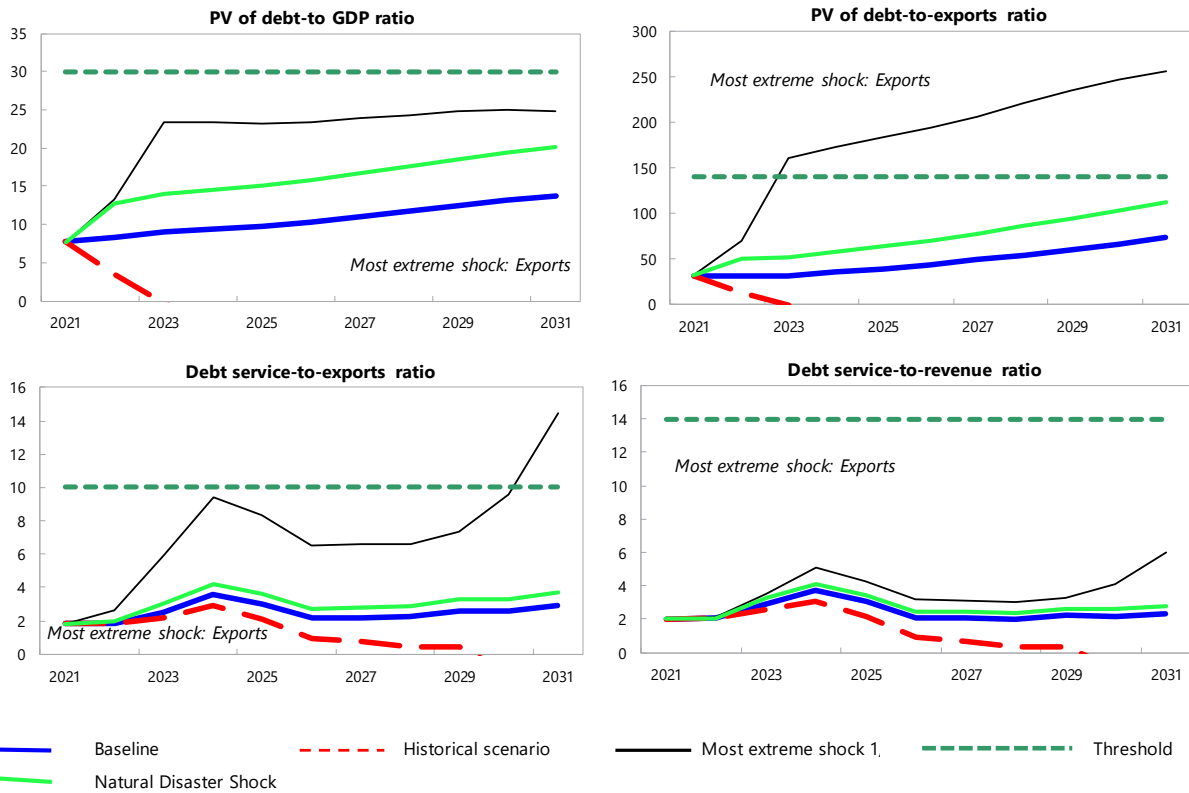 PV of debt-to GDP ratio
35
30
25
20
15
10
5
0
Most extreme shock: Exports
2021 2023 2025 2027 2029 2031
PV of debt-to-exports ratio
300
250
200
150
100
50
0
Most extreme shock: Exports
2021 2023 2025 2027 2029 2031
Debt service-to-exports ratio
16
14
12
10
8
6
4
2
0
Most extreme shock: Exports
2021 2023 2025 2027 2029 2031
Debt service-to-revenue ratio
16
14
12
10
8
6
4
2
0
Most extreme shock: Exports
2021 2023 2025 2027 2029 2031
Baseline Historical scenario Most extreme shock 1, Threshold
Natural Disaster Shock